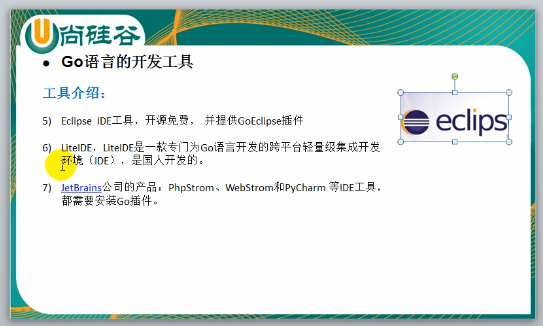 尚硅谷
● Go语言的开发工具
工具介绍：
5) Eclipse IDE工具，开源免费， 并提供GoEclipse插件
6) LiteIDE，LiteIDE是一款专门为Go语言开发的跨平台轻量级集成开发
环境（IDE），是国人开发的。
7) JetBrains公司的产品：PhpStrom、WebStrom和PyCharm 等IDE工具，
都需要安装Go插件。
eclips